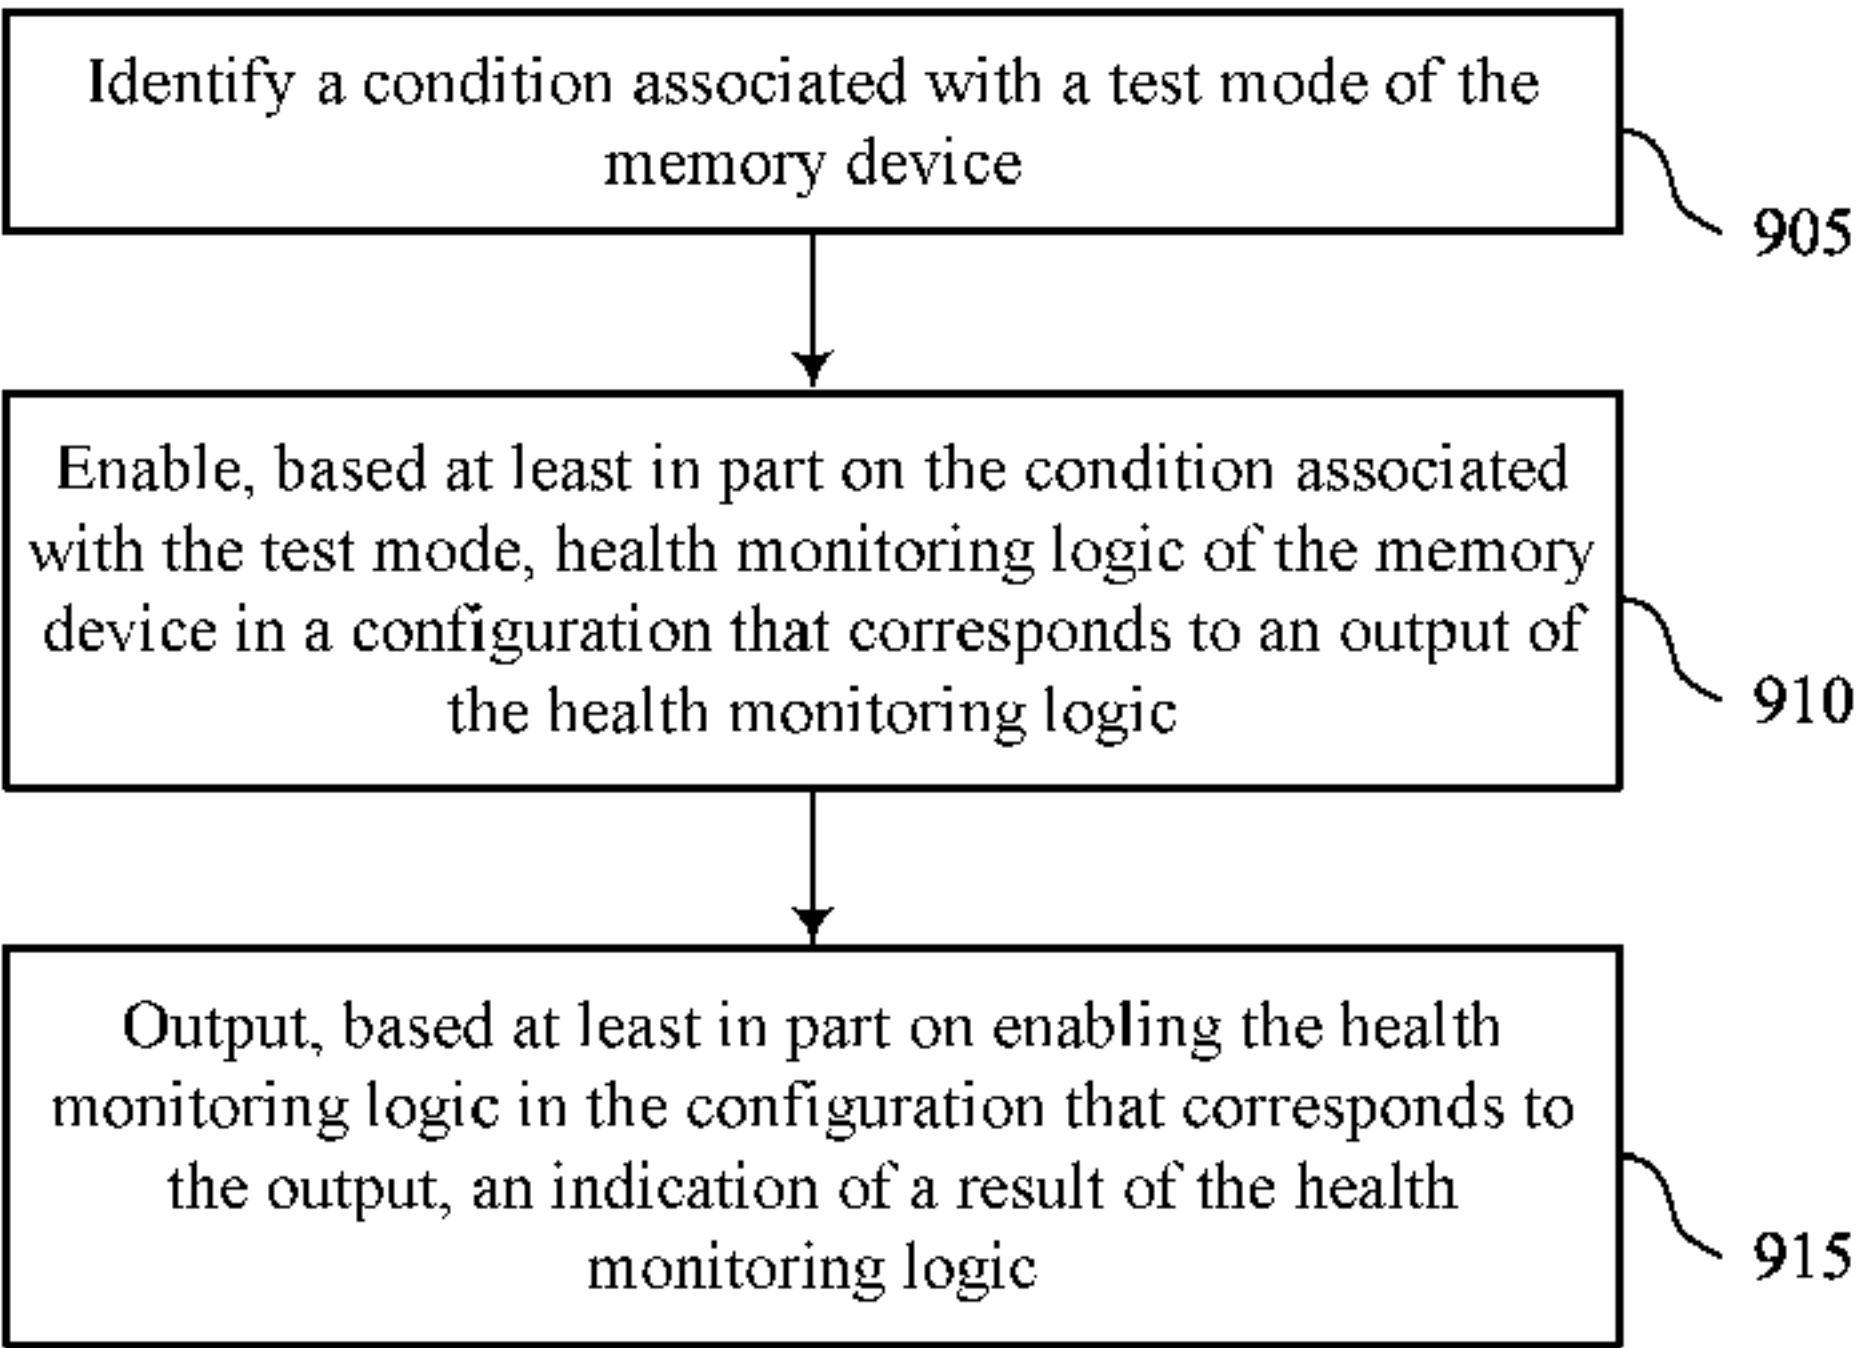 Identify a condition associated with a test mode of the
memory device
905
Enable, based at least in part on the condition associated
with the test mode, health monitoring logic of the memory
device in a configuration that corresponds to an output of
the health monitoring logic
910
Output, based at least in part on enabling the health
monitoring logic in the configuration that corresponds to
the output, an indication of a result of the health
monitoring logic
915